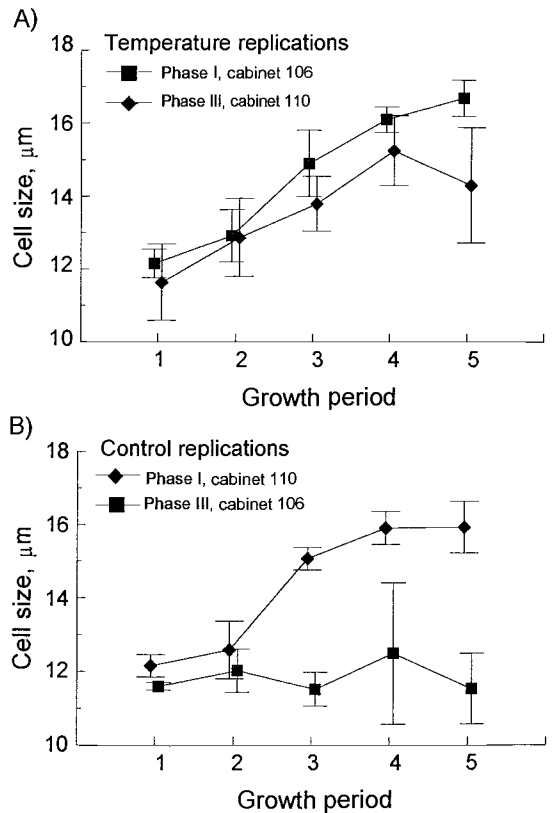 A)
Temperature replications
Phase I, cabinet 106
Phase III, cabinet 110
Cell size, μm
18
16
14
12
10
1 2 3 4 5
Growth period
B)
Control replications
Phase I, cabinet 110
Phase III, cabinet 106
Cell size, μm
18
16
14
12
10
1 2 3 4 5
Growth period